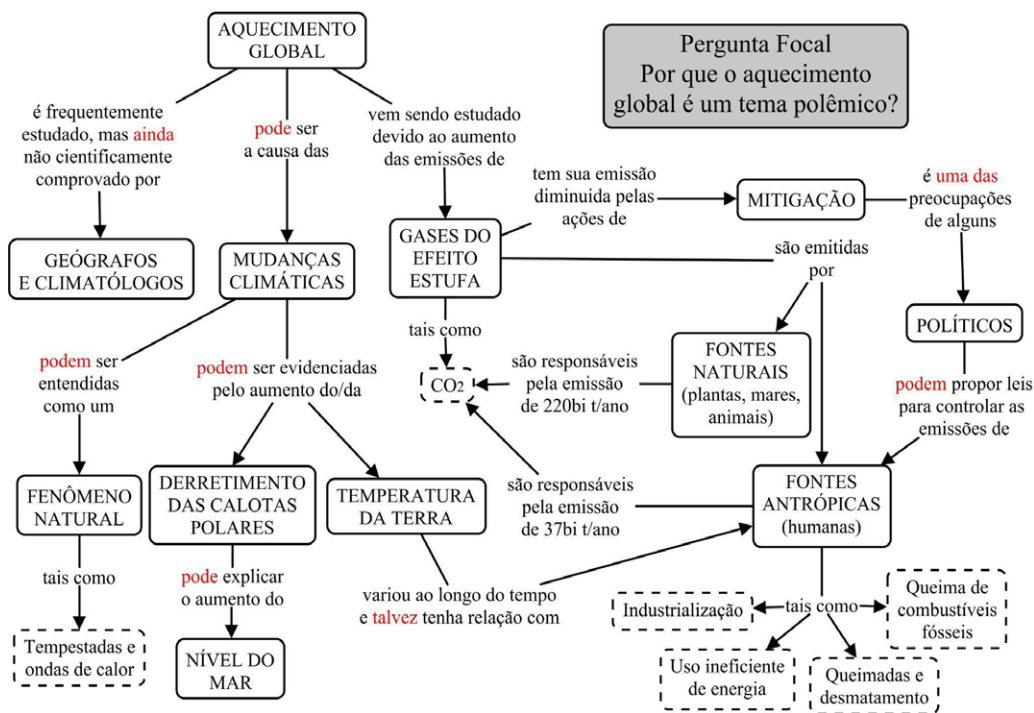 AQUECIMENTO
GLOBAL
Pergunta Focal
Por que o aquecimento
global é um tema polêmico?
é frequentemente
estudado, mas ainda
não cientificamente
comprovado por
pode ser
a causa das
vem sendo estudado
devido ao aumento
das emissões de
tem sua emissão
diminuida pelas
ações de
MITIGAÇÃO
é uma das
preocupações
de alguns
GEÓGRAFOS
E CLIMATÓLOGOS
MUDANÇAS
CLIMÁTICAS
GASES DO
EFEITO
ESTUFA
são emitidas
por
POLÍTICOS
tais como
FONTES
NATURAIS
(plantas, mares,
animais)
podem ser
entendidas
como um
podem ser evidenciadas
pelo aumento do/da
CO2
são responsáveis
pela emissão
de 220bi t/ano
podem propor leis
para controlar as
emissões de
FENÔMENO
NATURAL
DERRETIMENTO
DAS CALOTAS
POLARES
TEMPERATURA
DA TERRA
são responsáveis
pela emissão
de 37bi t/ano
FONTES
ANTRÓPICAS
(humanas)
tais como
pode explicar
o aumento do
variou ao longo do tempo
e talvez tenha relação com
Industrialização
tais como
Queima de
combustíveis
fósseis
Tempestadas e
ondas de calor
NÍVEL DO
MAR
Uso ineficiente
de energia
Queimadas e
desmatamento